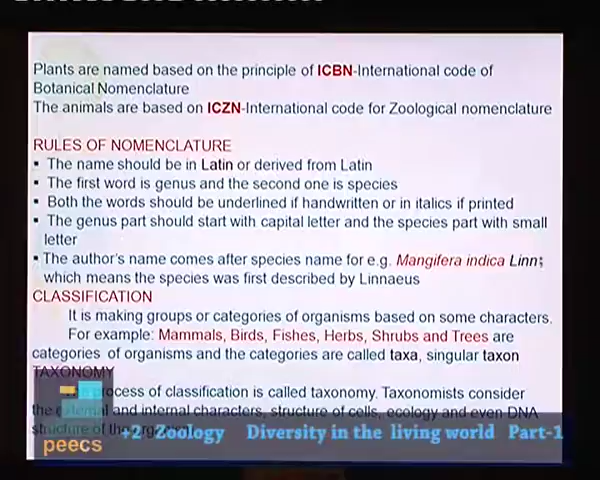 Plants are named based on the principle of ICBN-International code of
Botanical Nomenclature
The animals are based on ICZN-International code for Zoological nomenclature
RULES OF NOMENCLATURE
▪ The name should be in Latin or derived from Latin
▪ The first word is genus and the second one is species
▪ Both the words should be underlined if handwritten or in italics if printed
▪ The genus part should start with capital letter and the species part with small
letter
▪ The author's name comes after species name for e.g. Mangifera indica Linn;
which means the species was first described by Linnaeus
CLASSIFICATION
It is making groups or categories of organisms based on some characters.
For example: Mammals, Birds, Fishes, Herbs, Shrubs and Trees are
categories of organisms and the categories are called taxa, singular taxon
TAXONOMY
process of classification is called taxonomy. Taxonomists consider
the external and internal characters, structure of cells, ecology and even DNA
structure of the
peecs
+2 Zoology Diversity in the living world Part-1